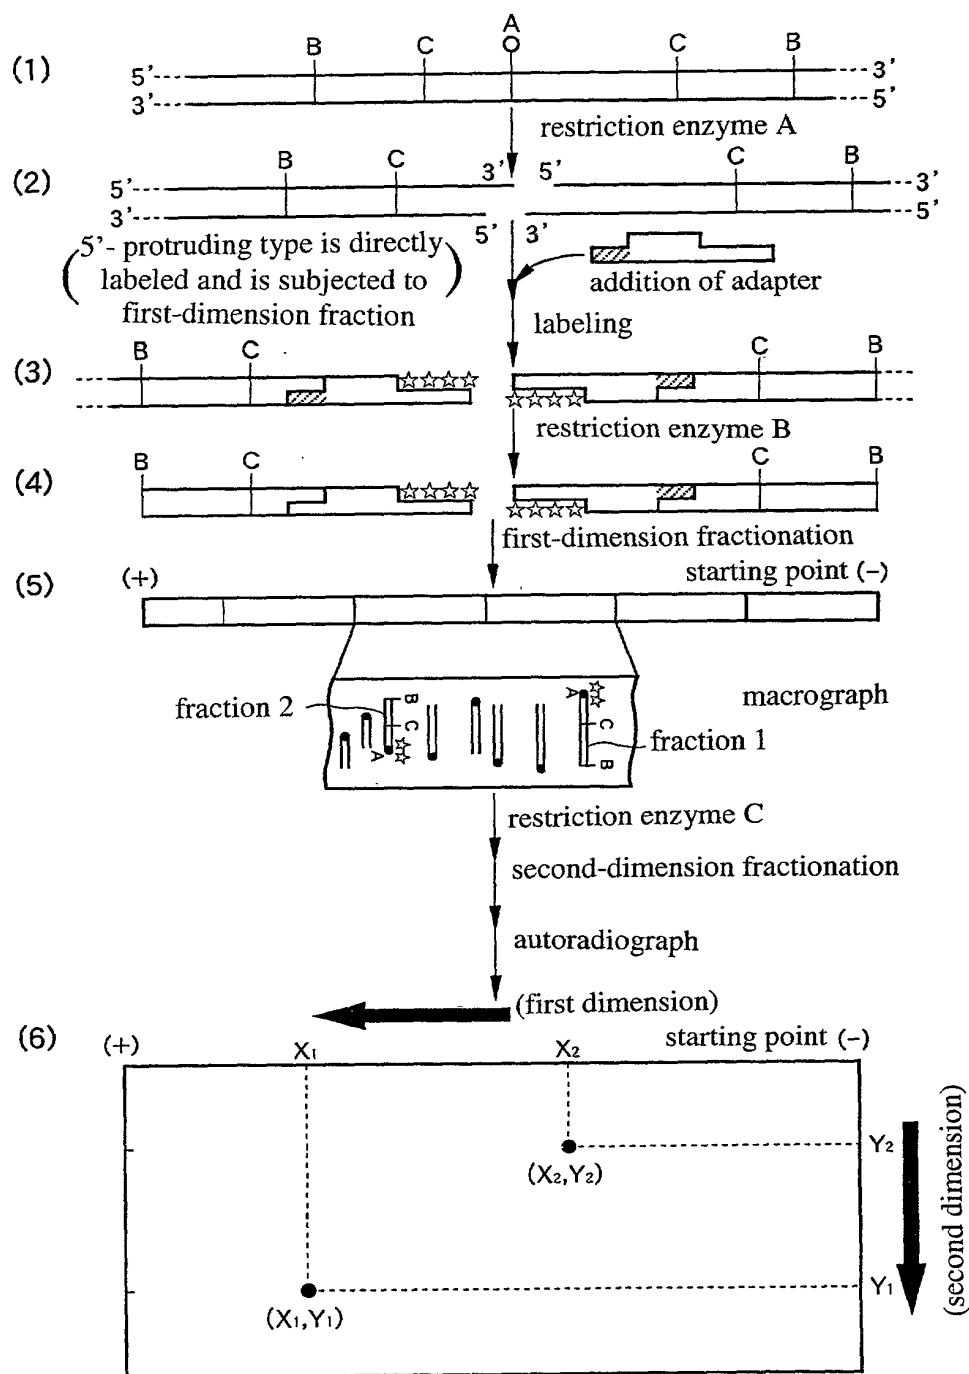 A
B C O C B
(1) 5' 3'
3' 5'
restriction enzyme A
B C 3' 5' C B
(2) 5' 3'
3' 5' 3' 5'
(5'- protruding type is directly
labeled and is subjected to
first-dimension fraction)
addition of adapter
labeling
B C C B
(3) ☆☆☆☆
☆☆☆☆
restriction enzyme B
B C C B
(4) ☆☆☆☆
☆☆☆☆
first-dimension fractionation
(5) (+) starting point (-)
macrograph
fraction 2 B C A ☆☆
A ☆☆ C B fraction 1
restriction enzyme C
second-dimension fractionation
autoradiograph
(first dimension)
(6) (+) X1 X2 starting point (-)
Y2
(X2,Y2)
Y1
(X1,Y1)
(second dimension)